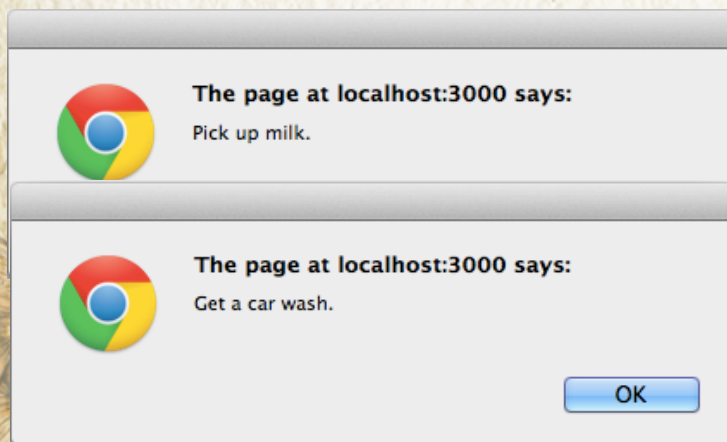 The page at localhost:3000 says:
Pick up milk.
The page at localhost:3000 says:
Get a car wash.
OK